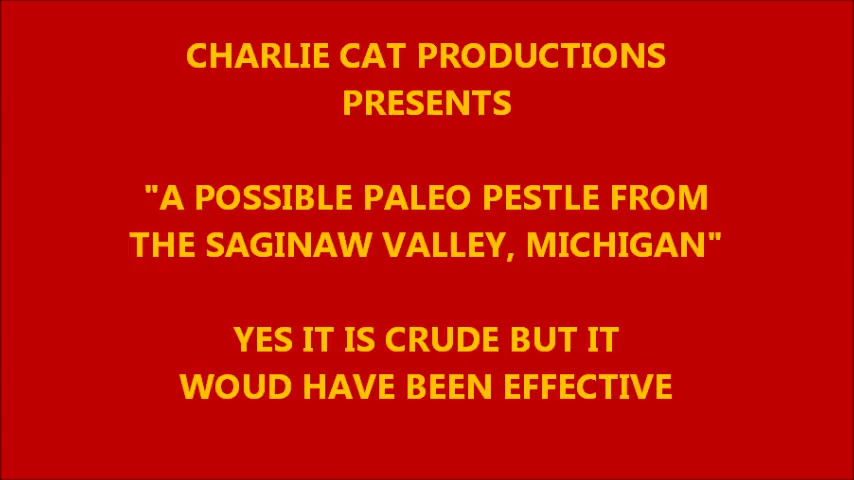 CHARLIE CAT PRODUCTIONS
PRESENTS
"A POSSIBLE PALEO PESTLE FROM
THE SAGINAW VALLEY, MICHIGAN"
YES IT IS CRUDE BUT IT
WOUD HAVE BEEN EFFECTIVE